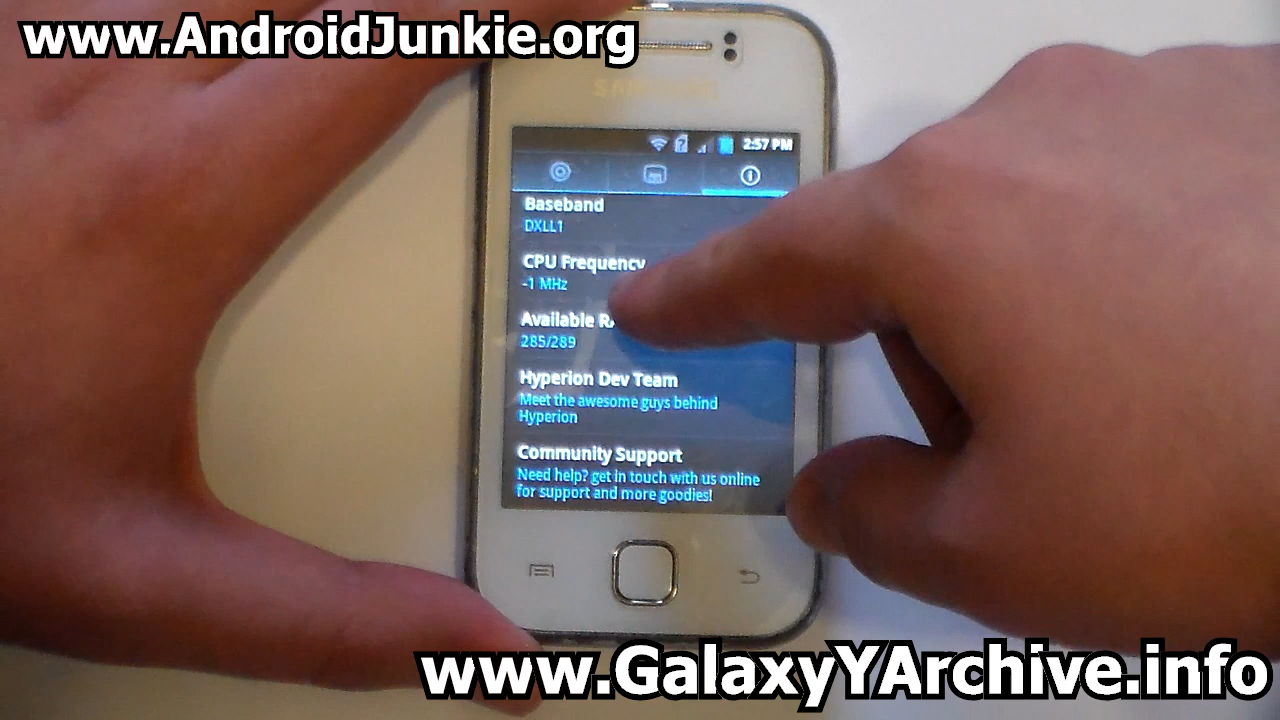 www.AndroidJunkie.org
SAMSUNG
2:57 PM
Baseband
DXLL1
CPU Frequency
-1 MHz
Available
285/289
Hyperion Dev Team
Meet the awesome guys behind
Hyperion
Community Support
Need help? get in touch with us online
for support and more goodies!
www.GalaxyYArchive.info